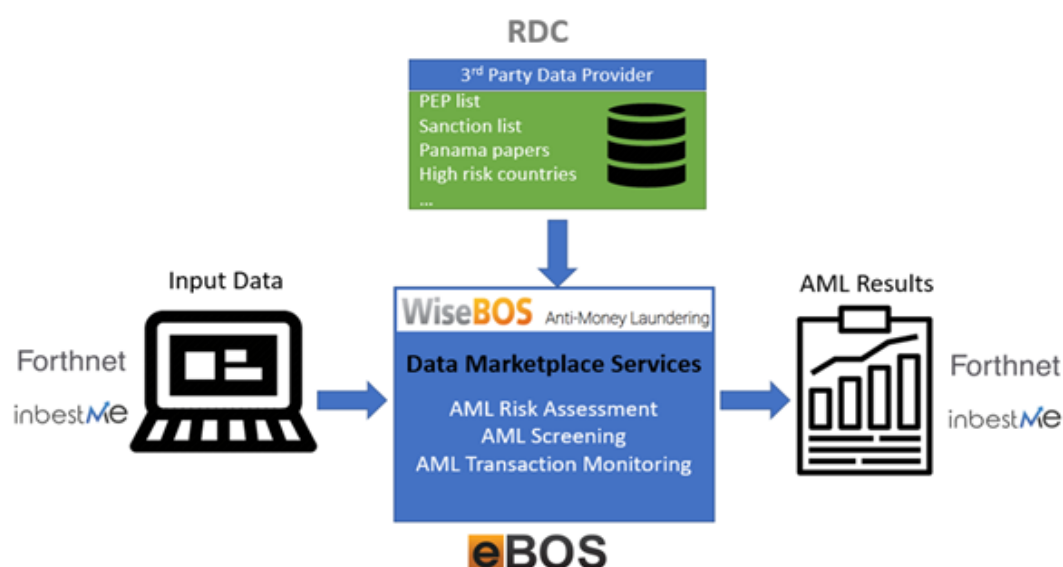 RDC
3rd Party Data Provider
PEP list
Sanction list
Panama papers
High risk countries
...
Input Data
Forthnet
inbestMe
WiseBOS Anti-Money Laundering
Data Marketplace Services
AML Risk Assessment
AML Screening
AML Transaction Monitoring
eBOS
AML Results
Forthnet
inbestMe